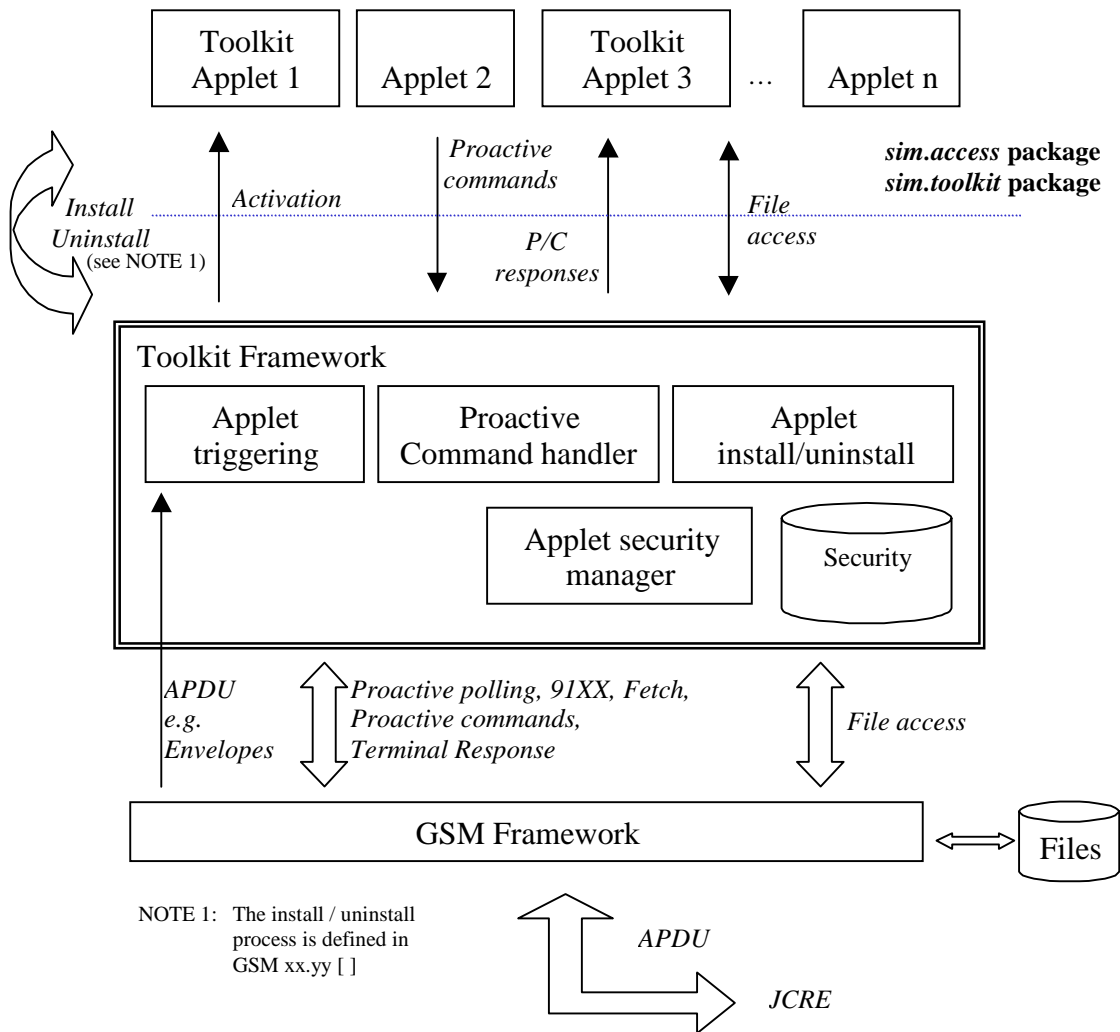 Toolkit
Applet 1
Applet 2
Toolkit
Applet 3
...
Applet n
Proactive
commands
sim.access package
sim.toolkit package
Activation
Install
Uninstall
(see NOTE 1)
P/C
responses
File
access
Toolkit Framework
Applet
triggering
Proactive
Command handler
Applet
install/uninstall
Applet security
manager
Security
APDU
e.g.
Envelopes
Proactive polling, 91XX, Fetch,
Proactive commands,
Terminal Response
File access
GSM Framework
Files
NOTE 1: The install / uninstall
process is defined in
GSM xx.yy [ ]
APDU
JCRE